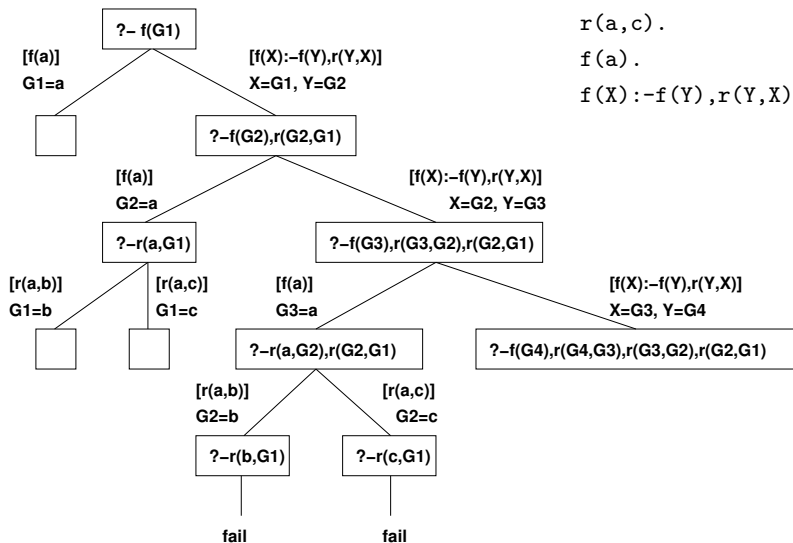 r(a,c).
f(a).
f(X):-f(Y),r(Y,X)
?– f(G1)
[f(a)]
G1=a
[f(X):–f(Y),r(Y,X)]
X=G1, Y=G2
?–f(G2),r(G2,G1)
[f(a)]
G2=a
[f(X):–f(Y),r(Y,X)]
X=G2, Y=G3
?–r(a,G1)
?–f(G3),r(G3,G2),r(G2,G1)
[r(a,b)]
G1=b
[r(a,c)]
G1=c
[f(a)]
G3=a
[f(X):–f(Y),r(Y,X)]
X=G3, Y=G4
?–r(a,G2),r(G2,G1)
?–f(G4),r(G4,G3),r(G3,G2),r(G2,G1)
[r(a,b)]
G2=b
[r(a,c)]
G2=c
?–r(b,G1)
?–r(c,G1)
fail
fail